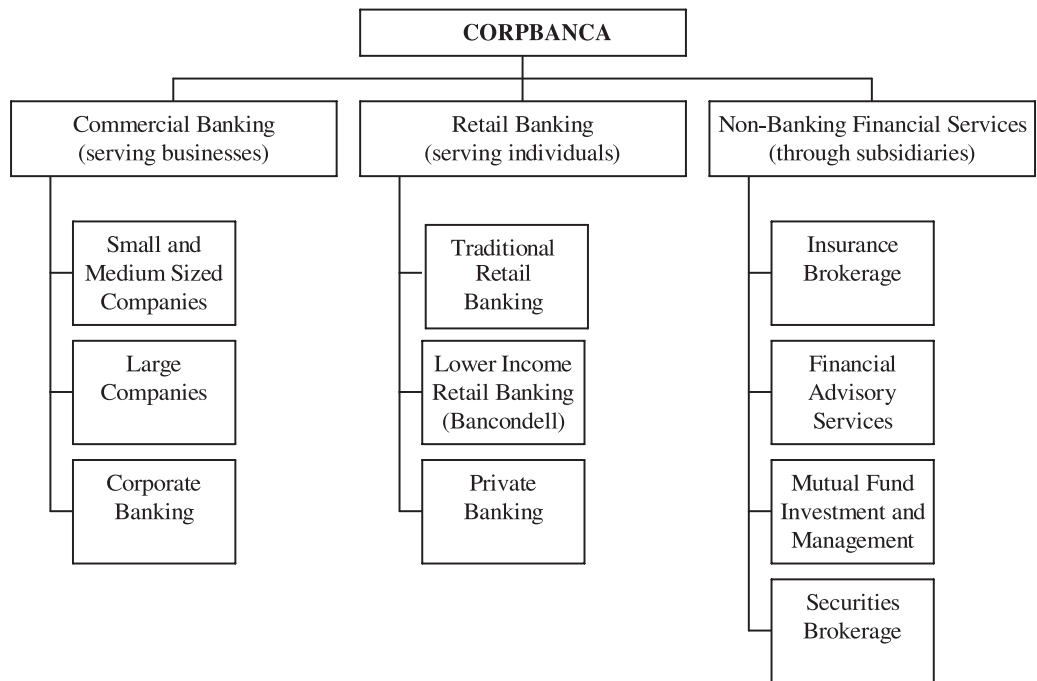 CORPBANCA
Commercial Banking
(serving businesses)
Retail Banking
(serving individuals)
Non-Banking Financial Services
(through subsidiaries)
Small and
Medium Sized
Companies
Large
Companies
Corporate
Banking
Traditional
Retail
Banking
Lower Income
Retail Banking
(Bancondell)
Private
Banking
Insurance
Brokerage
Financial
Advisory
Services
Mutual Fund
Investment and
Management
Securities
Brokerage